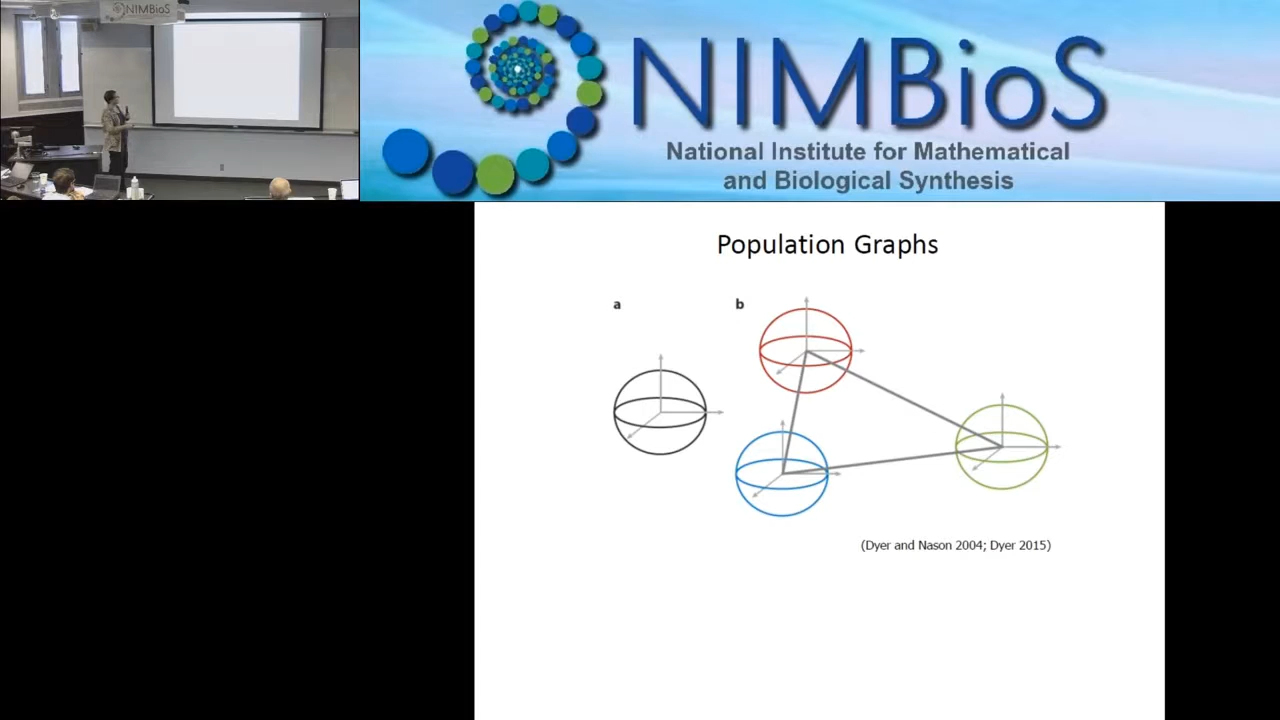 NIMBioS
NIMBioS
National Institute for Mathematical
and Biological Synthesis
Population Graphs
a
b
(Dyer and Nason 2004; Dyer 2015)